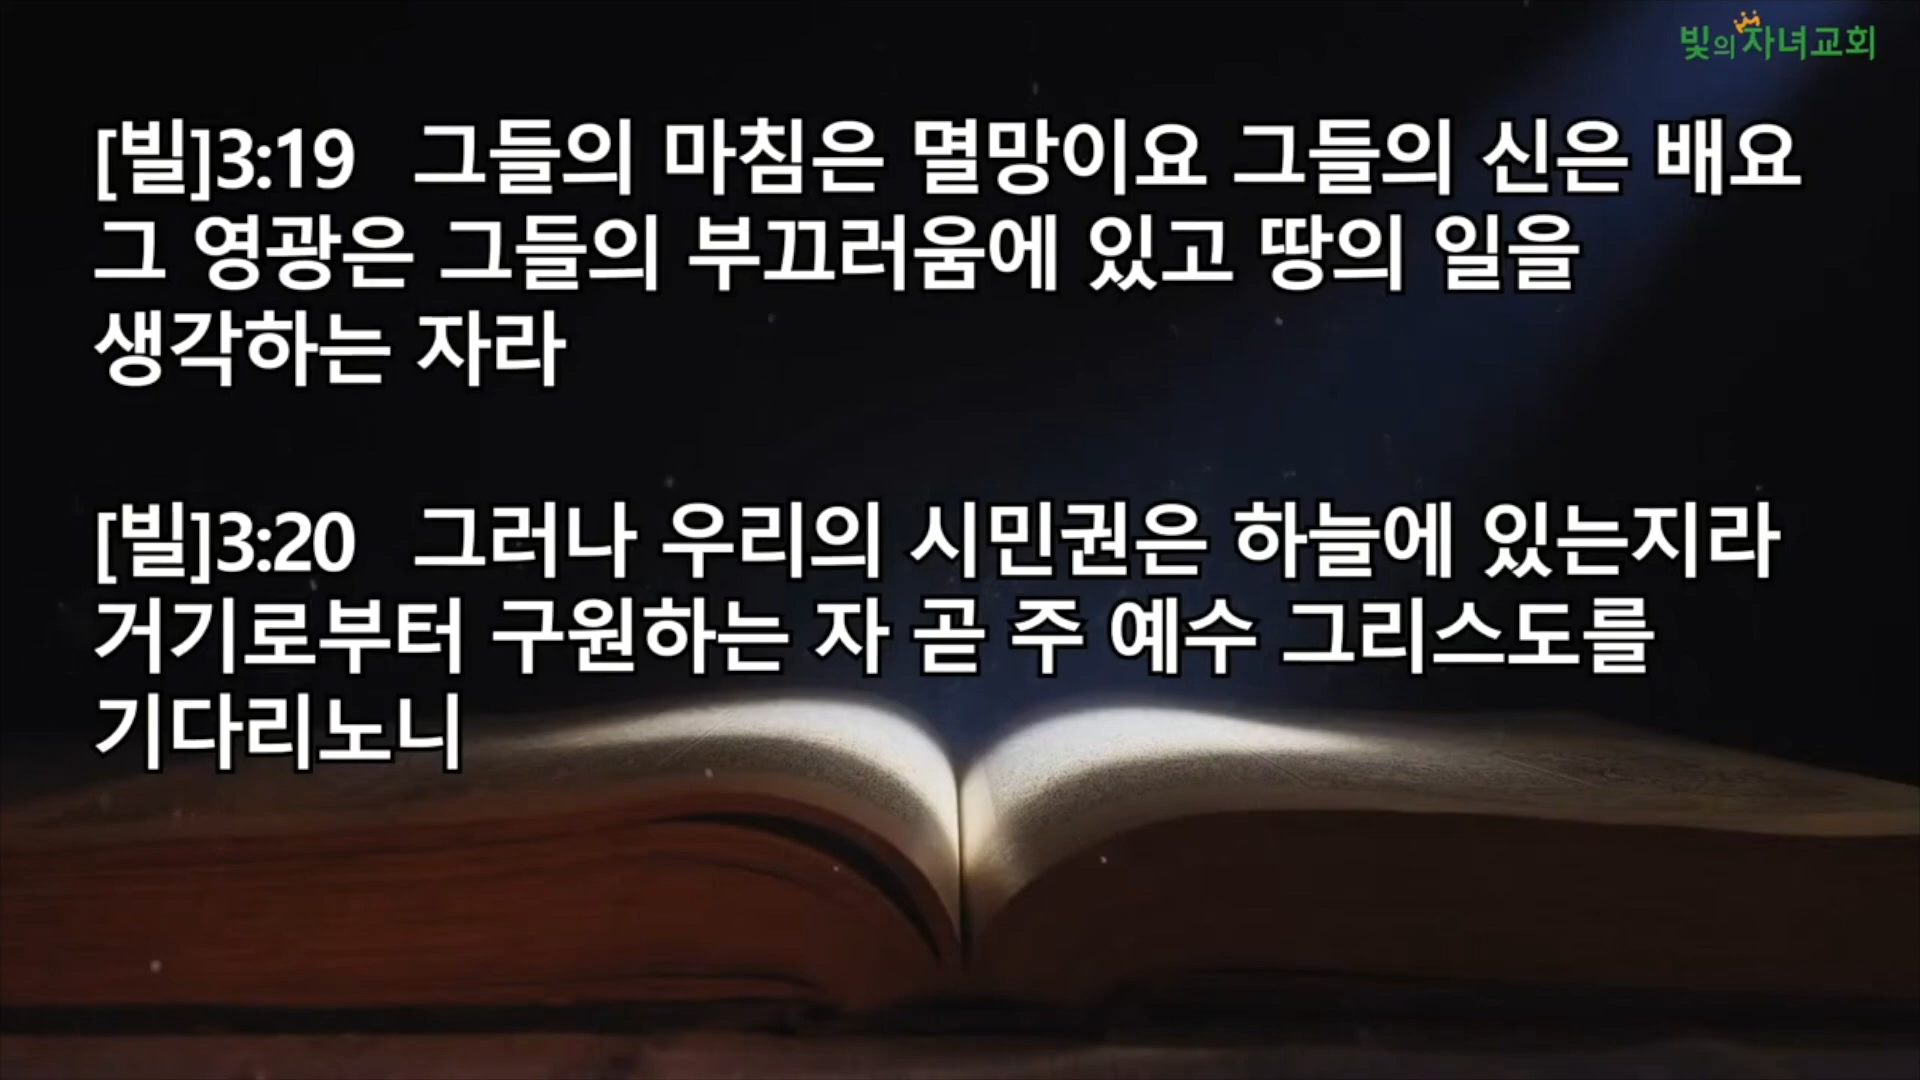 빛의자녀교회
[빌]3:19 그들의 마침은 멸망이요 그들의 신은 배요
그 영광은 그들의 부끄러움에 있고 땅의 일을
생각하는 자라
[빌]3:20 그러나 우리의 시민권은 하늘에 있는지라
거기로부터 구원하는 자 곧 주 예수 그리스도를
기다리노니